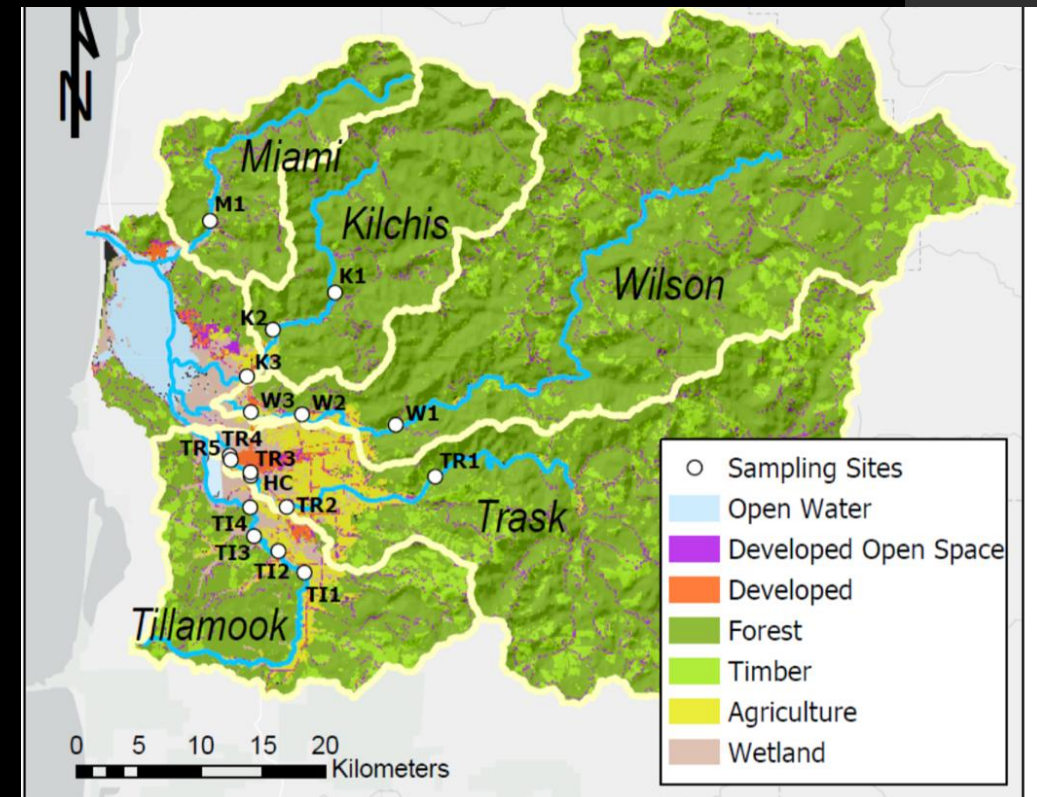 N
Miami
M1
Kilchis
K1
Wilson
K2
K3
W3
W2
W1
TR4
TR5
TR3
TR1
HC
TR2
Trask
TI4
TI3
TI2
TI1
Tillamook
Sampling Sites
Open Water
Developed Open Space
Developed
Forest
Timber
Agriculture
Wetland
0 5 10 15 20
Kilometers